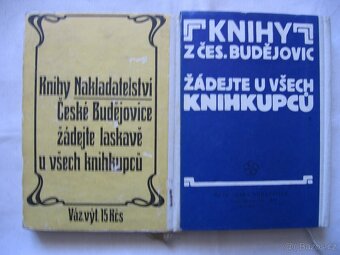 Knihy Nakladatelství
České Budějovice
žádejte laskavě
u všech knihkupců
Váz. výt. 15 Kčs
KNIHY
Z ČES. BUDĚJOVIC
ŽÁDEJTE U VŠECH
KNIHKUPCŮ